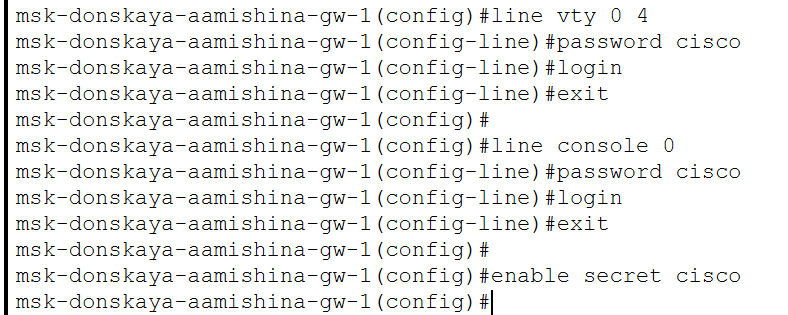 msk-donskaya-aamishina-gw-1(config)#line vty 0 4
msk-donskaya-aamishina-gw-1(config-line)#password cisco
msk-donskaya-aamishina-gw-1(config-line)#login
msk-donskaya-aamishina-gw-1(config-line)#exit
msk-donskaya-aamishina-gw-1(config)#
msk-donskaya-aamishina-gw-1(config)#line console 0
msk-donskaya-aamishina-gw-1(config-line)#password cisco
msk-donskaya-aamishina-gw-1(config-line)#login
msk-donskaya-aamishina-gw-1(config-line)#exit
msk-donskaya-aamishina-gw-1(config)#
msk-donskaya-aamishina-gw-1(config)#enable secret cisco
msk-donskaya-aamishina-gw-1(config)#